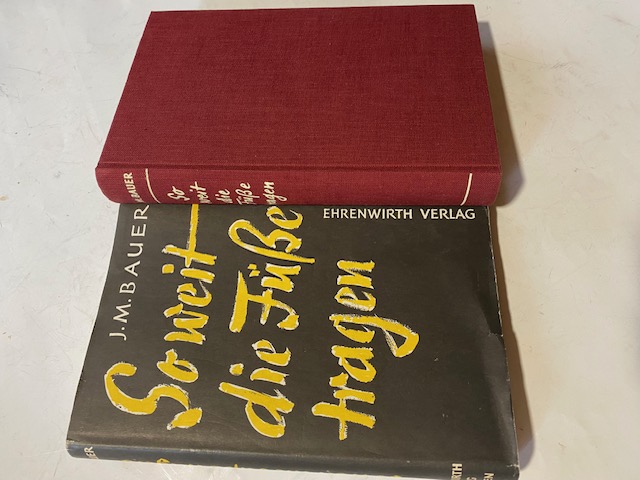 BAUER
So
weit
die
Füße
tragen
J.M.BAUER
So weit
die Füße
tragen
EHRENWIRTH VERLAG